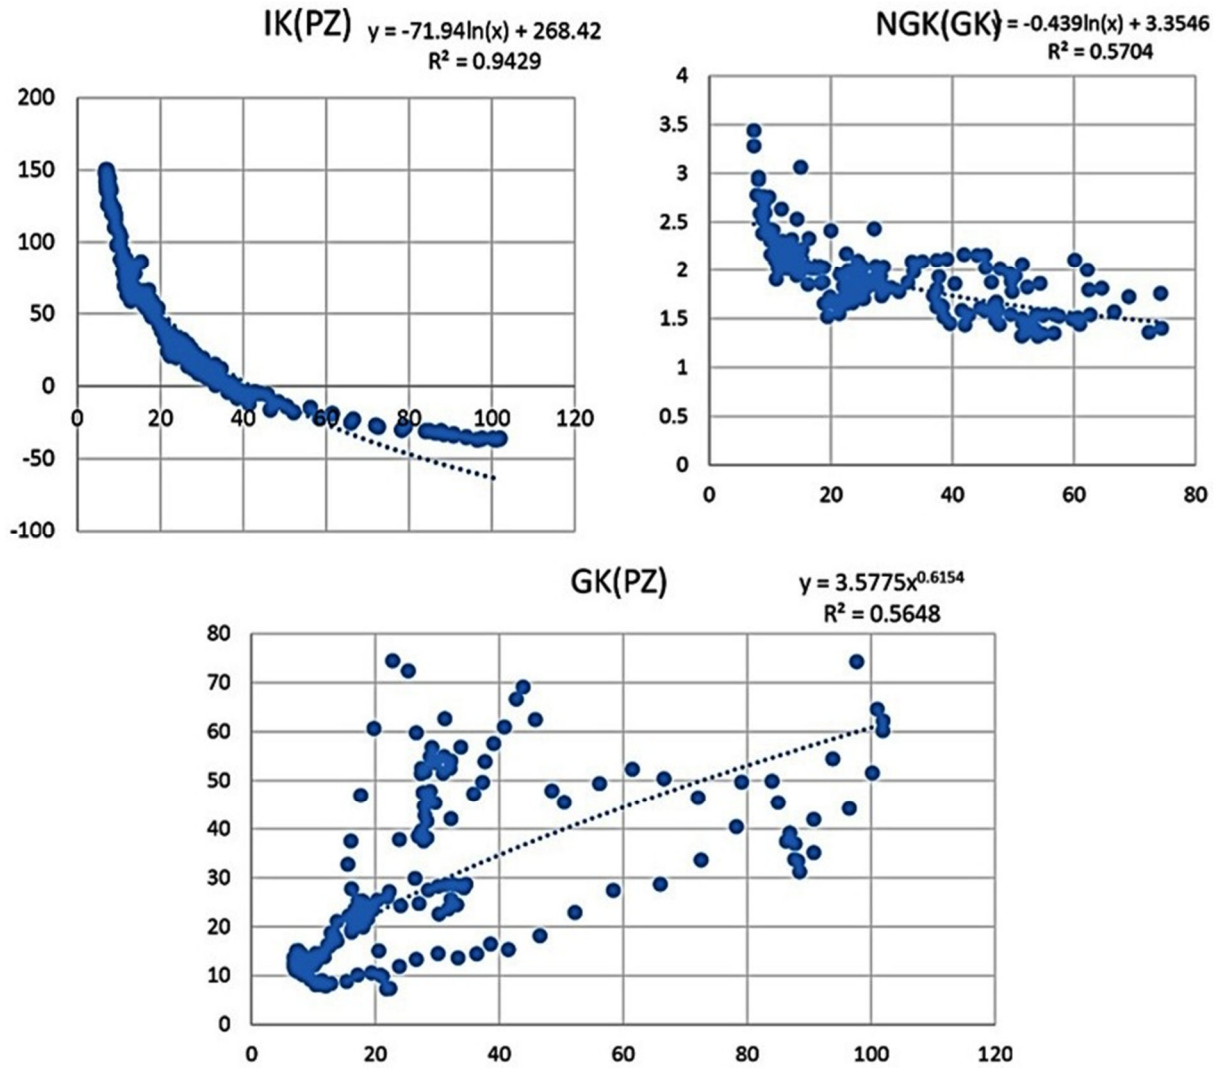 IK(PZ)
y = -71.94ln(x) + 268.42
R² = 0.9429
200
150
100
50
0
-50
-100
0 20 40 60 80 100 120
NGK(GK)
y = -0.439ln(x) + 3.3546
R² = 0.5704
4
3.5
3
2.5
2
1.5
1
0.5
0
0 20 40 60 80
GK(PZ)
y = 3.5775x^0.6154
R² = 0.5648
80
70
60
50
40
30
20
10
0
0 20 40 60 80 100 120